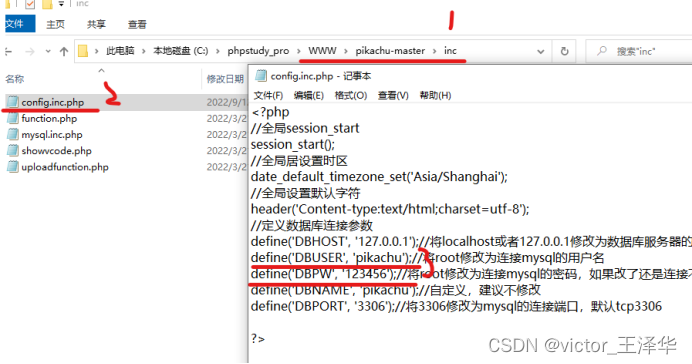 inc
文件
主页
共享
查看
此电脑 › 本地磁盘 (C:) › phpstudy_pro › WWW › pikachu-master › inc
搜索"inc"
名称
修改日期
config.inc.php 2022/9/1
function.php 2022/3/2
mysql.inc.php 2022/3/2
showvcode.php 2022/3/2
uploadfunction.php 2022/3/2
1
2
config.inc.php - 记事本
文件(F) 编辑(E) 格式(O) 查看(V) 帮助(H)
<?php
//全局session_start
session_start();
//全局居设置时区
date_default_timezone_set('Asia/Shanghai');
//全局设置默认字符
header('Content-type:text/html;charset=utf-8');
//定义数据库连接参数
define('DBHOST', '127.0.0.1');//将localhost或者127.0.0.1修改为数据库服务器的
define('DBUSER', 'pikachu');//将root修改为连接mysql的用户名
define('DBPW', '123456');//将root修改为连接mysql的密码，如果改了还是连接不
define('DBNAME', 'pikachu');//自定义，建议不修改
define('DBPORT', '3306');//将3306修改为mysql的连接端口，默认tcp3306
?>
CSDN @victor_王泽华